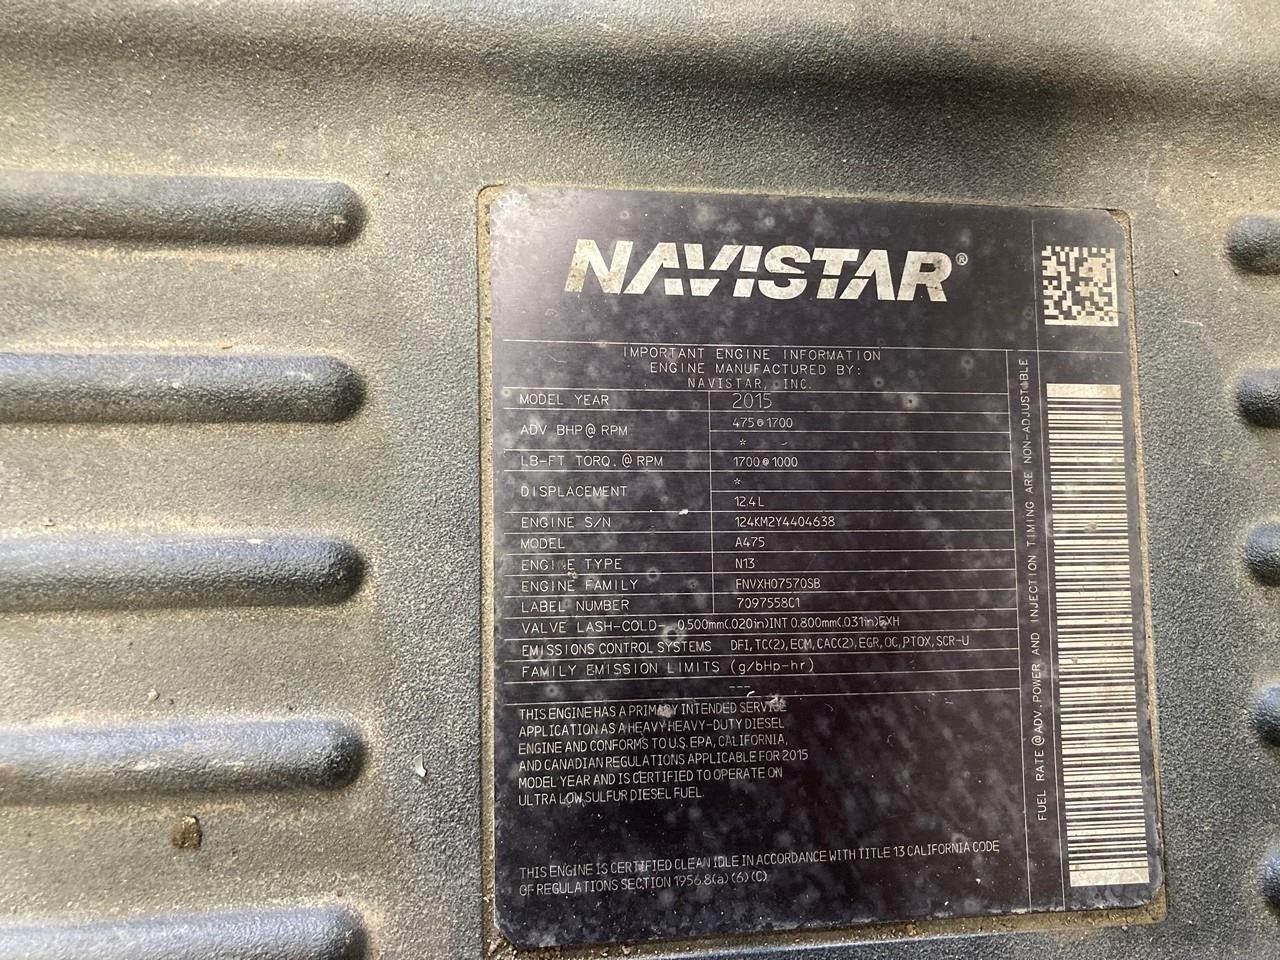 NAVISTAR®
IMPORTANT ENGINE INFORMATION
ENGINE MANUFACTURED BY:
NAVISTAR, INC.
MODEL YEAR 2015
ADV BHP@RPM 475@1700
*
LB-FT TORQ.@RPM 1700@1000
*
DISPLACEMENT 12.4L
ENGINE S/N 124KM2Y4404638
MODEL A475
ENGINE TYPE N13
ENGINE FAMILY FNVXH0757OSB
LABEL NUMBER 7097558C1
VALVE LASH-COLD- 0.500mm(.020in)INT 0.800mm(.031in)EXH
EMISSIONS CONTROL SYSTEMS DFI,TC(2),ECM,CAC(2),EGR,OC,PTOX,SCR-U
FAMILY EMISSION LIMITS (g/bHp-hr)
---
THIS ENGINE HAS A PRIMARY INTENDED SERVICE
APPLICATION AS A HEAVY HEAVY-DUTY DIESEL
ENGINE AND CONFORMS TO U.S. EPA, CALIFORNIA,
AND CANADIAN REGULATIONS APPLICABLE FOR 2015
MODEL YEAR AND IS CERTIFIED TO OPERATE ON
ULTRA LOW SULFUR DIESEL FUEL.
THIS ENGINE IS CERTIFIED CLEAN IDLE IN ACCORDANCE WITH TITLE 13 CALIFORNIA CODE
OF REGULATIONS SECTION 1956.8(a)(6)(C)
FUEL RATE @ ADV. POWER AND INJECTION TIMING ARE NON-ADJUSTABLE